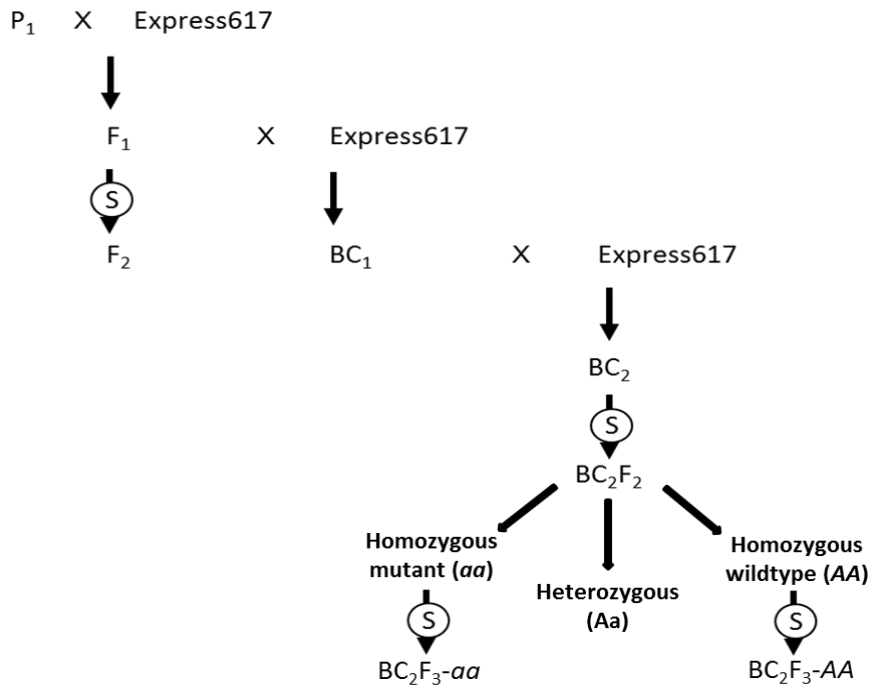 P₁ X Express617
F₁ X Express617
S
F₂ BC₁ X Express617
BC₂
S
BC₂F₂
Homozygous
mutant (aa)
Heterozygous
(Aa)
Homozygous
wildtype (AA)
S
S
BC₂F₃-aa
BC₂F₃-AA